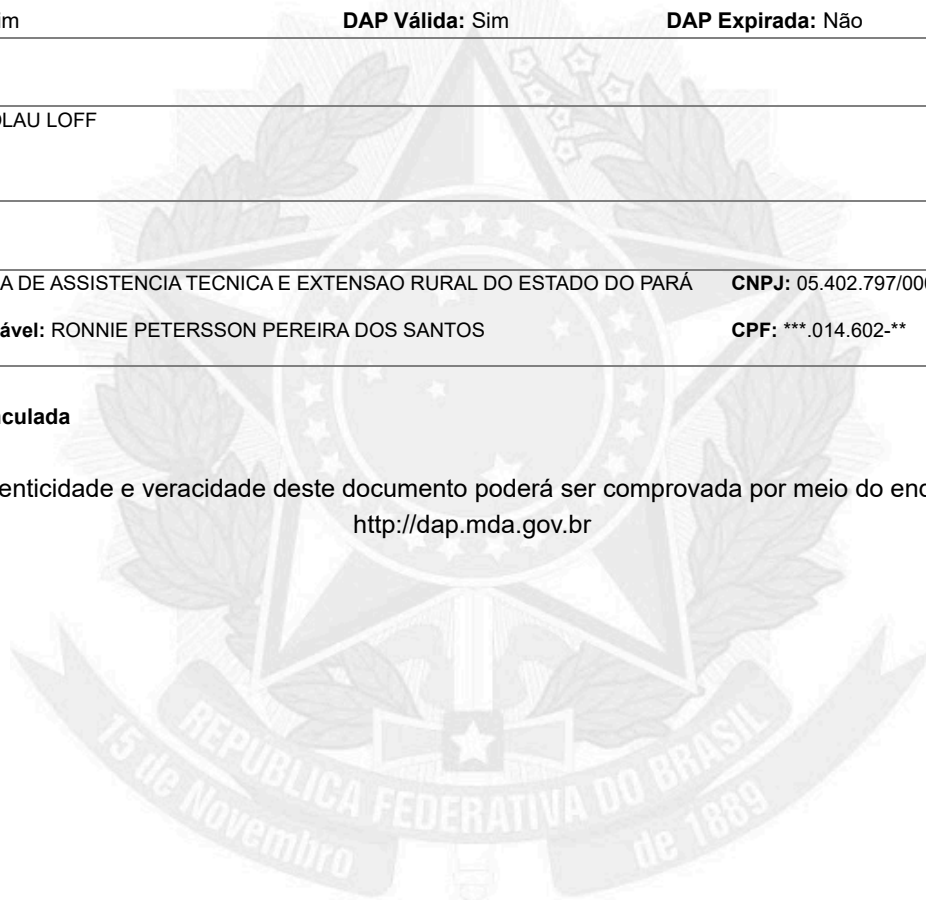 im DAP Válida: Sim DAP Expirada: Não
OLAU LOFF
A DE ASSISTENCIA TECNICA E EXTENSAO RURAL DO ESTADO DO PARÁ CNPJ: 05.402.797/000
ável: RONNIE PETERSSON PEREIRA DOS SANTOS CPF: ***.014.602-**
culada
enticidade e veracidade deste documento poderá ser comprovada por meio do end
http://dap.mda.gov.br
REPUBLICA FEDERATIVA DO BRASIL
15 de Novembro de 1889